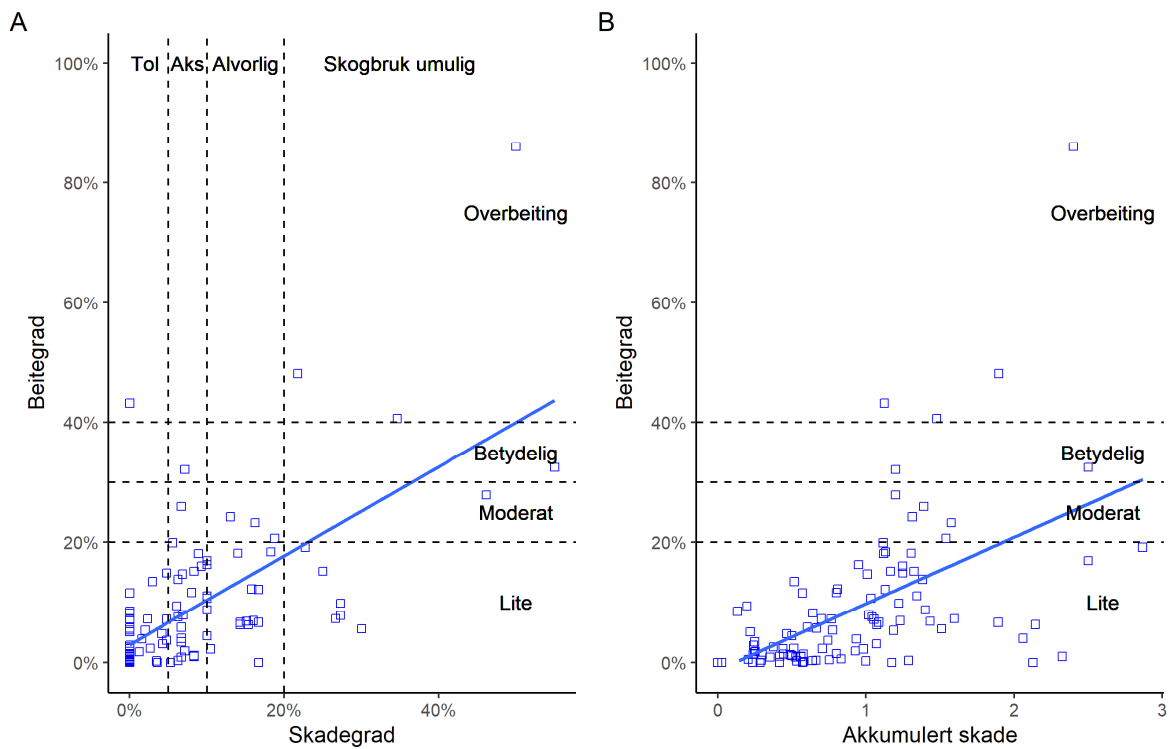 A
100%
Tol
Aks
Alvorlig
Skogbruk umulig
80%
Overbeiting
60%
Beitegrad
40%
Betydelig
Moderat
20%
Lite
0%
0%
20%
40%
Skadegrad
B
100%
80%
Overbeiting
60%
Beitegrad
40%
Betydelig
Moderat
20%
Lite
0%
0
1
2
3
Akkumulert skade